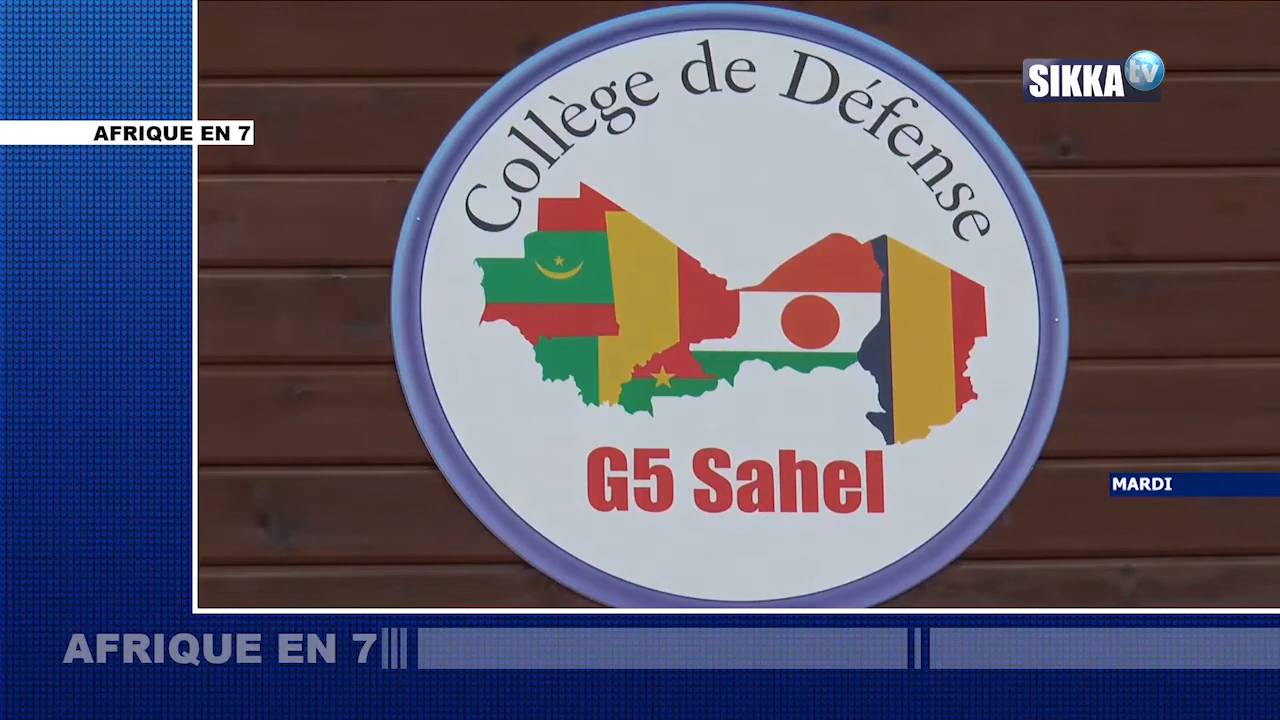 SIKKA tv
AFRIQUE EN 7
Collège de Défense
G5 Sahel
MARDI
AFRIQUE EN 7